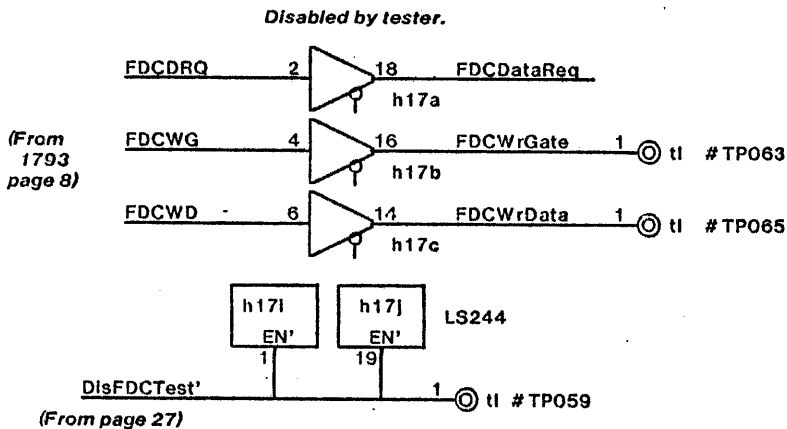 Disabled by tester.
FDCDRQ 2 18 FDCDataReq
h17a
(From
1793
page 8)
FDCWG 4 16 FDCWrGate 1 tl #TP063
h17b
FDCWD 6 14 FDCWrData 1 tl #TP065
h17c
h17i h17j LS244
EN' EN'
1 19
DisFDCTest' 1 tl #TP059
(From page 27)